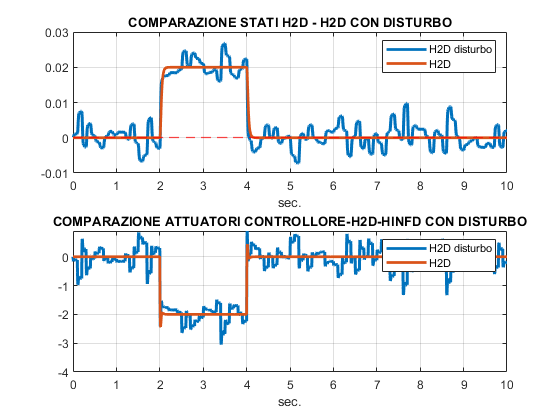 COMPARAZIONE STATI H2D - H2D CON DISTURBO
0.03
0.02
0.01
0
-0.01
H2D disturbo
H2D
0 1 2 3 4 5 6 7 8 9 10
sec.
COMPARAZIONE ATTUATORI CONTROLLORE-H2D-HINFD CON DISTURBO
0
-1
-2
-3
-4
H2D disturbo
H2D
0 1 2 3 4 5 6 7 8 9 10
sec.